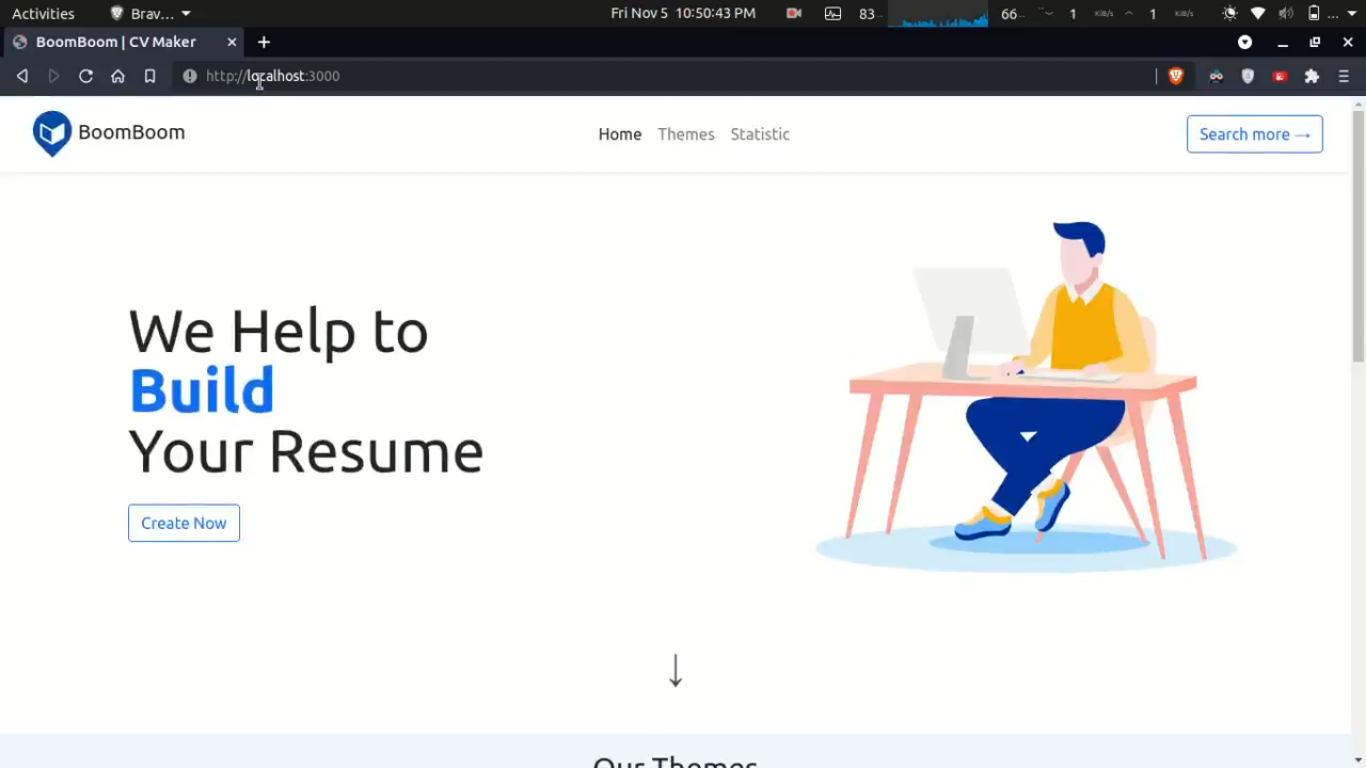 Activities Brav... Fri Nov 5 10:50:43 PM 83 66 1 KiB/s 1 KiB/s ...
BoomBoom | CV Maker
http://localhost:3000
BoomBoom Home Themes Statistic Search more →
We Help to
Build
Your Resume
Create Now
↓
Our Themes